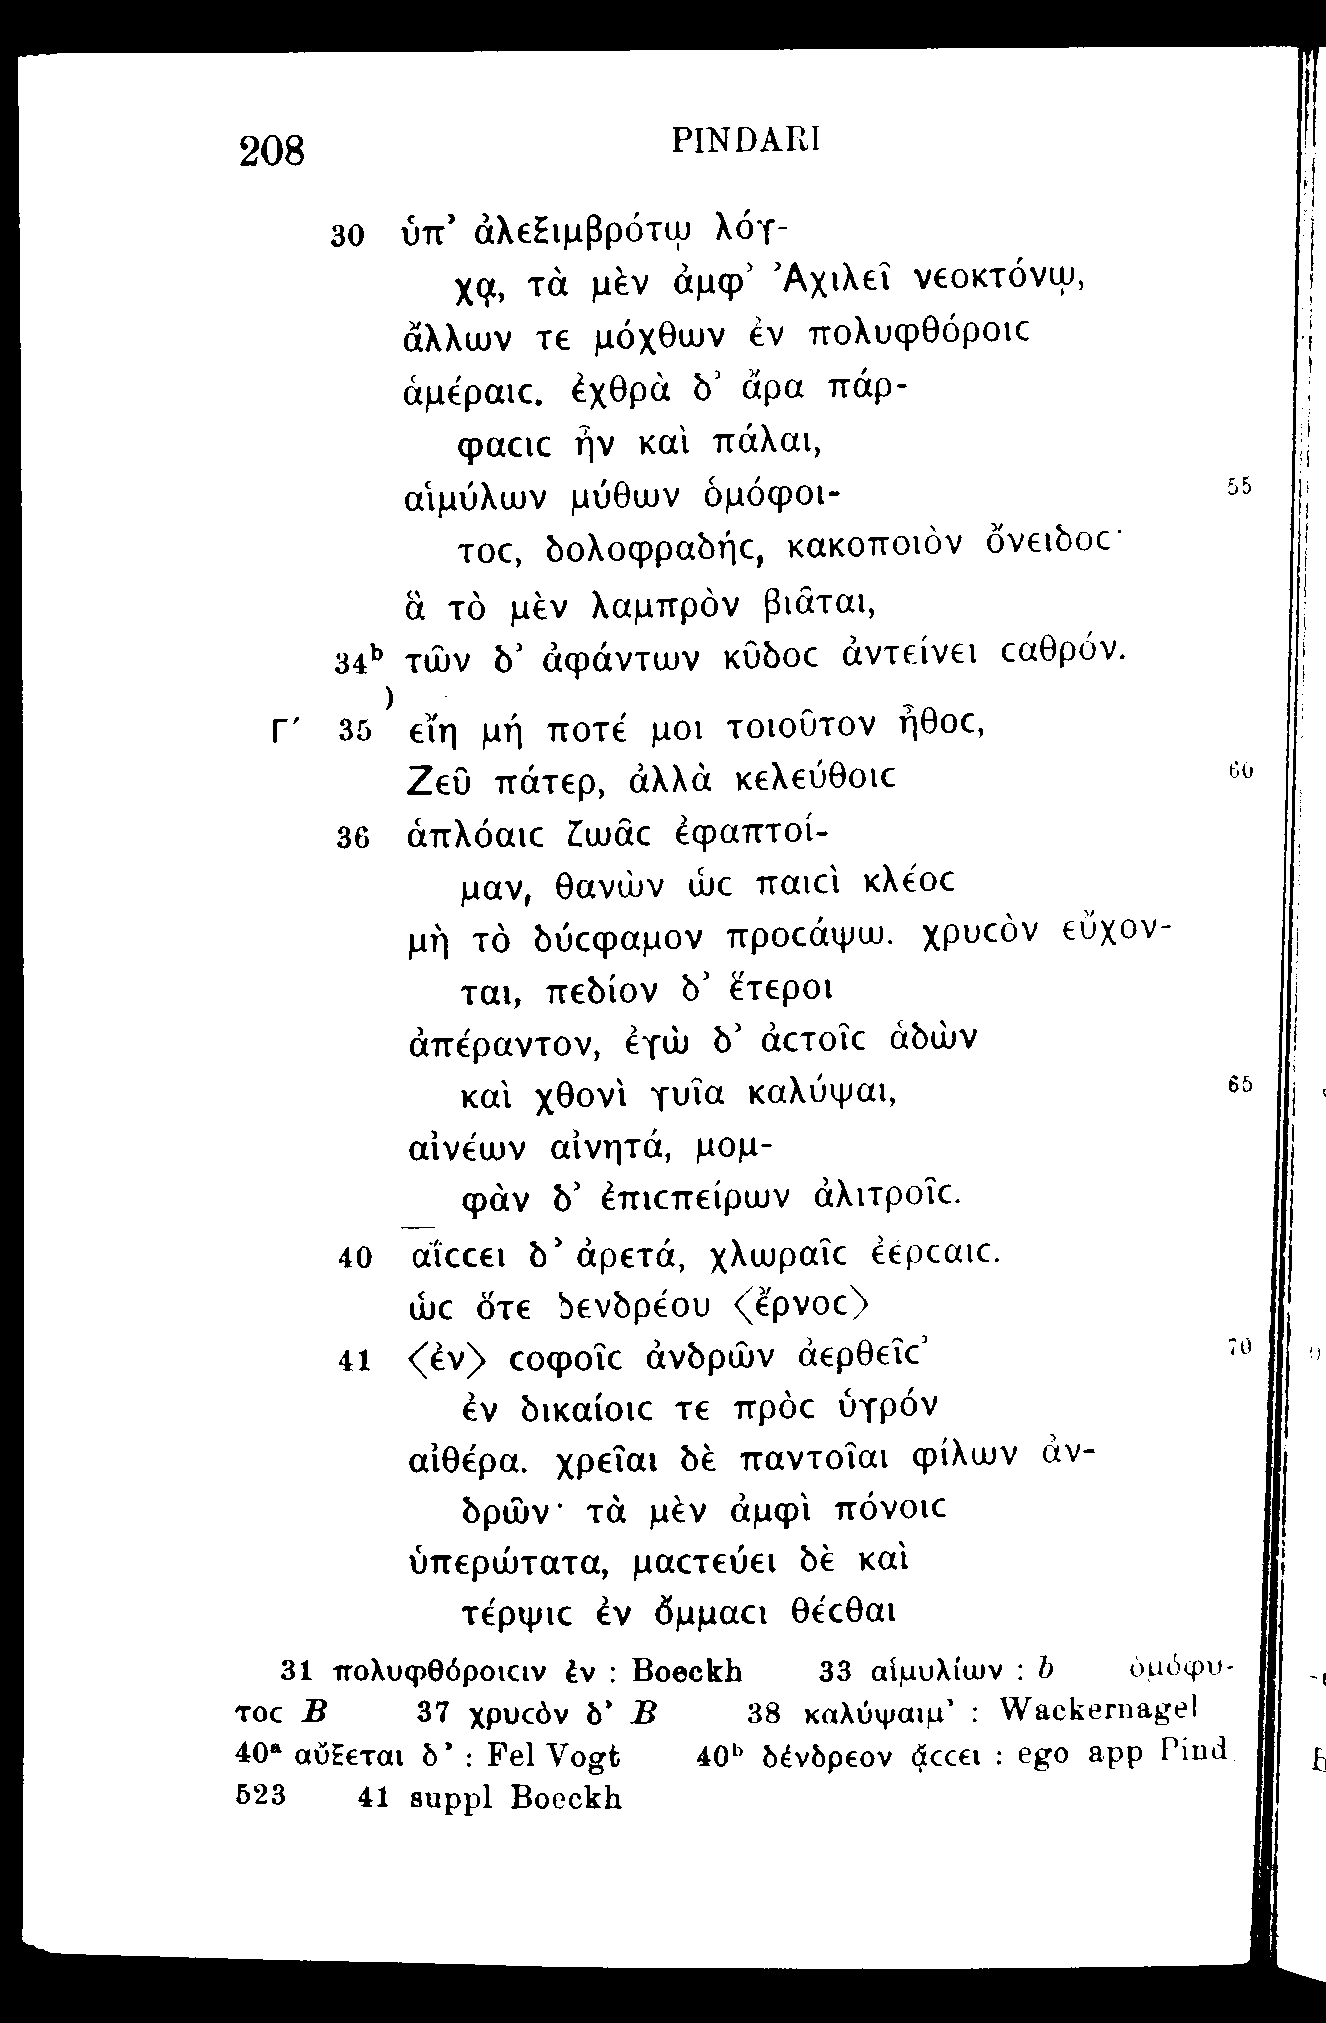 208 PINDARI
30 ὑπ’ ἀλεξιμβρότῳ λόγ-
χᾳ, τὰ μὲν ἀμφ’ Ἀχιλεῖ νεοκτόνῳ,
ἄλλων τε μόχθων ἐν πολυφθόροιϲ
ἁμέραιϲ. ἐχθρὰ δ’ ἄρα πάρ-
φαϲιϲ ἦν καὶ πάλαι,
αἱμύλων μύθων ὁμόφοι- 55
τοϲ, δολοφραδήϲ, κακοποιὸν ὄνειδοϲ·
ἃ τὸ μὲν λαμπρὸν βιᾶται,
34ᵇ τῶν δ’ ἀφάντων κῦδοϲ ἀντείνει ϲαθρόν.
)
Γ′ 35 εἴη μή ποτέ μοι τοιοῦτον ἦθοϲ,
Ζεῦ πάτερ, ἀλλὰ κελεύθοιϲ 60
36 ἁπλόαιϲ ζωᾶϲ ἐφαπτοί-
μαν, θανὼν ὡϲ παιϲὶ κλέοϲ
μὴ τὸ δύϲφαμον προϲάψω. χρυϲὸν εὔχον-
ται, πεδίον δ’ ἕτεροι
ἀπέραντον, ἐγὼ δ’ ἀϲτοῖϲ ἁδὼν
καὶ χθονὶ γυῖα καλύψαι, 65
αἰνέων αἰνητά, μομ-
φὰν δ’ ἐπιϲπείρων ἀλιτροῖϲ.
40 ἀΐϲϲει δ’ ἀρετά, χλωραῖϲ ἐέρϲαιϲ.
ὡϲ ὅτε δενδρέου ⟨ἔρνοϲ⟩
41 ⟨ἐν⟩ ϲοφοῖϲ ἀνδρῶν ἀερθεῖϲ’ 70
ἐν δικαίοιϲ τε πρὸϲ ὑγρόν
αἰθέρα. χρεῖαι δὲ παντοῖαι φίλων ἀν-
δρῶν· τὰ μὲν ἀμφὶ πόνοιϲ
ὑπερώτατα, μαϲτεύει δὲ καὶ
τέρψιϲ ἐν ὄμμαϲι θέϲθαι
31 πολυφθόροιϲιν ἐν : Boeckh 33 αἱμυλίων : b ὁμόφυ-
τοϲ B 37 χρυϲὸν δ’ B 38 καλύψαιμ’ : Wackernagel
40ᵃ αὔξεται δ’ : Fel Vogt 40ᵇ δένδρεον ᾄϲϲει : ego app Pind
523 41 suppl Boeckh